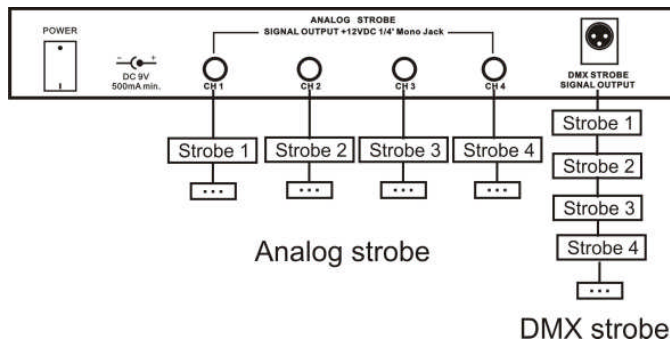 POWER
DC 9V
500mA min.
ANALOG STROBE
SIGNAL OUTPUT +12VDC 1/4' Mono Jack
CH 1
CH 2
CH 3
CH 4
DMX STROBE
SIGNAL OUTPUT
Strobe 1
Strobe 2
Strobe 3
Strobe 4
...
...
...
...
Analog strobe
Strobe 1
Strobe 2
Strobe 3
Strobe 4
...
DMX strobe